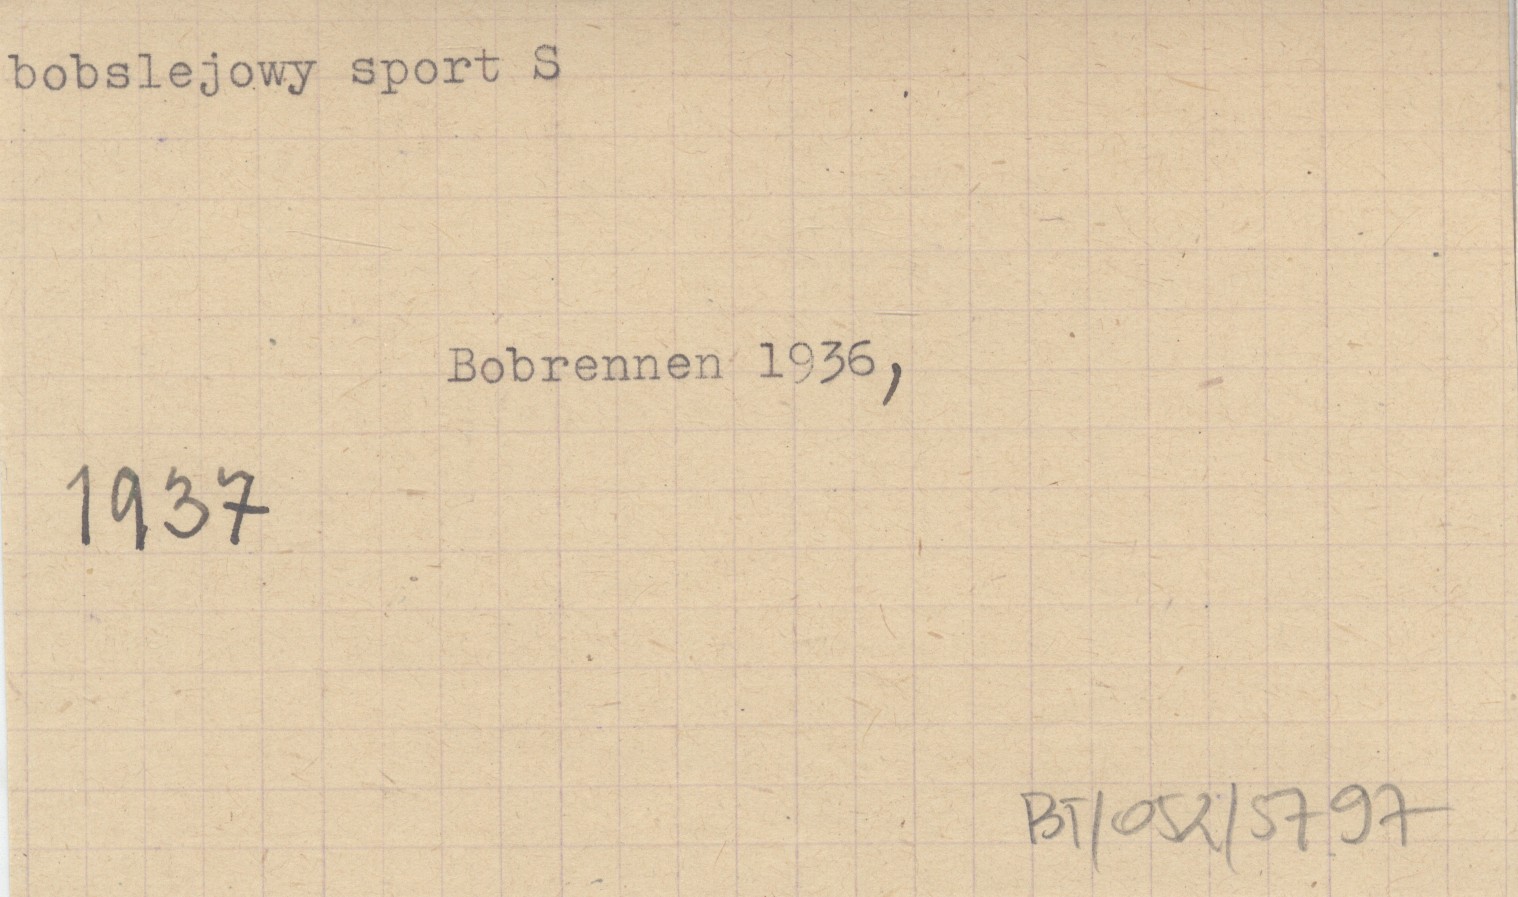 bobslejowy sport S
Bobrennen 1936,
1937
BT/052/5797